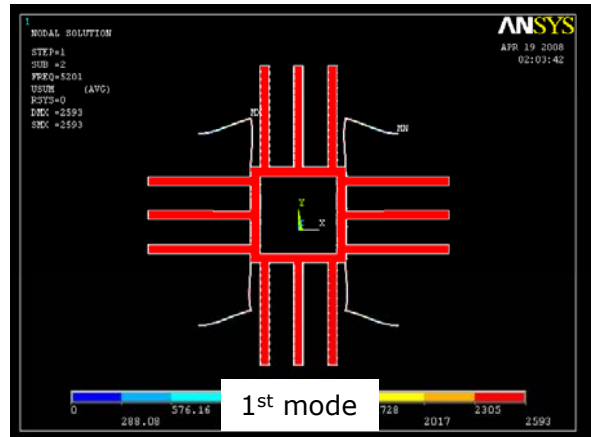 1
NODAL SOLUTION
STEP=1
SUB =2
FREQ=5201
USUM (AVG)
RSYS=0
DMX =2593
SMX =2593
ANSYS
APR 19 2008
02:03:42
MX
MN
Y
X
0
288.08
576.16
1st mode
728
2017
2305
2593